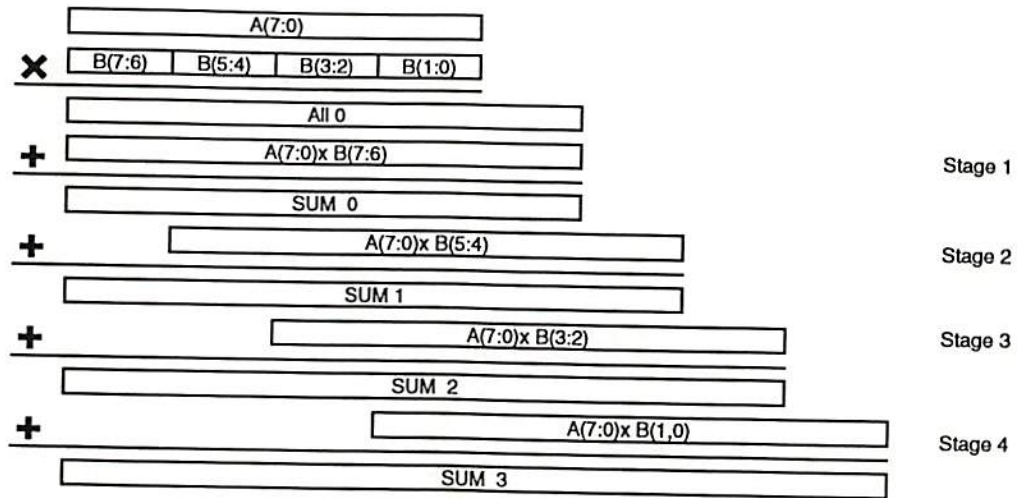 A(7:0)
× B(7:6) B(5:4) B(3:2) B(1:0)
All 0
+ A(7:0)x B(7:6) Stage 1
SUM 0
+ A(7:0)x B(5:4) Stage 2
SUM 1
+ A(7:0)x B(3:2) Stage 3
SUM 2
+ A(7:0)x B(1,0) Stage 4
SUM 3